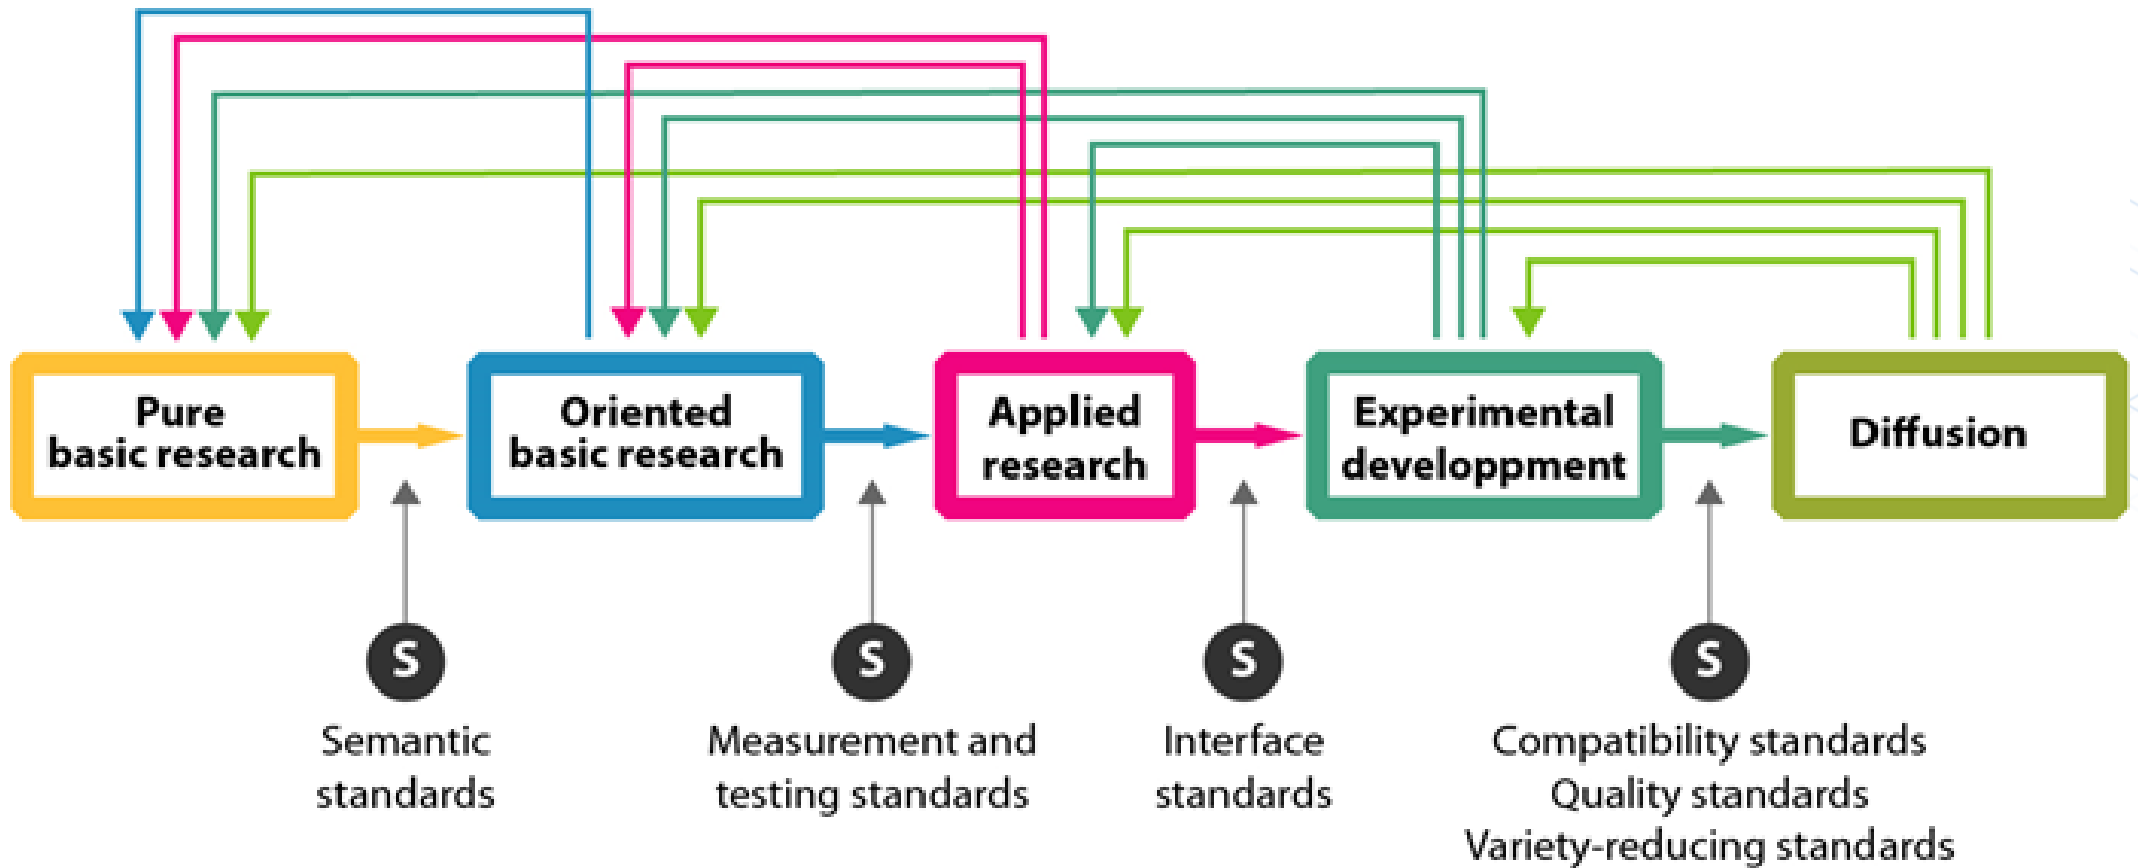 Pure
basic research
Oriented
basic research
Applied
research
Experimental
developpment
Diffusion
S
S
S
S
Semantic
standards
Measurement and
testing standards
Interface
standards
Compatibility standards
Quality standards
Variety-reducing standards